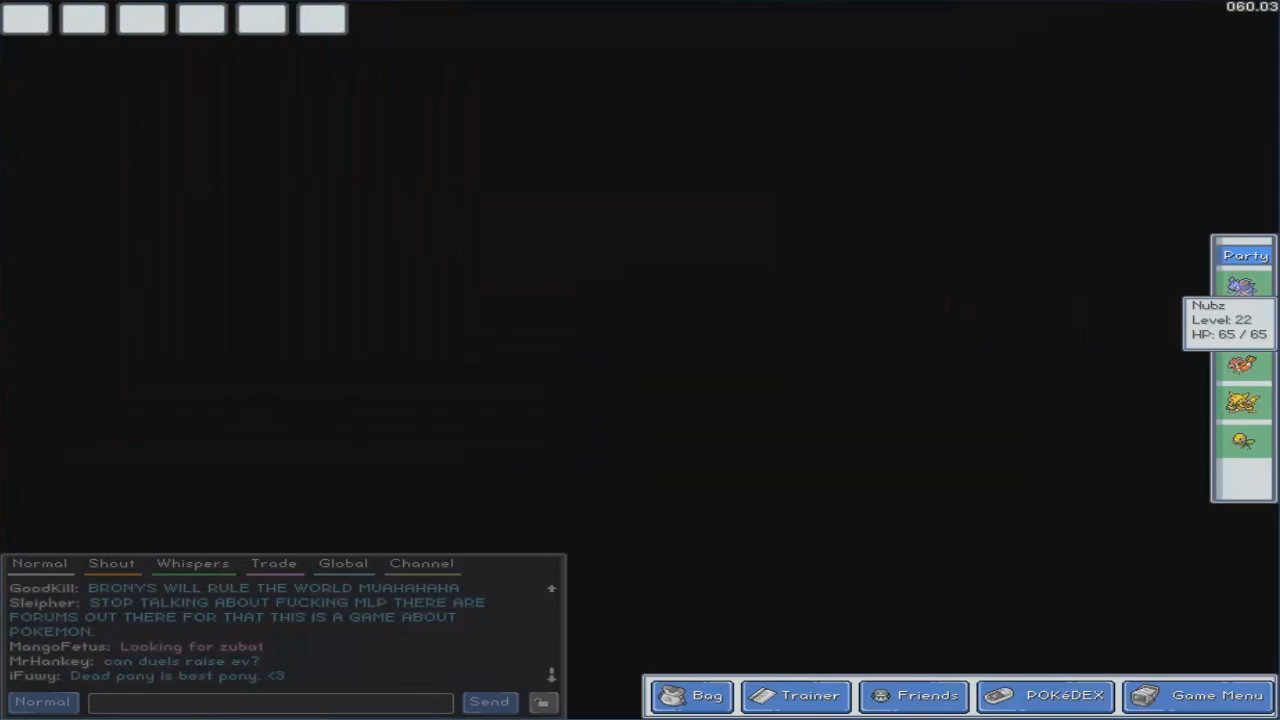 060.03
Party
Nubz
Level: 22
HP: 65 / 65
Normal Shout Whispers Trade Global Channel
GoodKill: BRONYS WILL RULE THE WORLD MUAHAHAHA
Sleipher: STOP TALKING ABOUT FUCKING MLP THERE ARE
FORUMS OUT THERE FOR THAT THIS IS A GAME ABOUT
POKEMON.
MangoFetus: Looking for zubat
MrHankey: can duels raise ev?
iFuwy: Dead pony is best pony. <3
Normal Send
Bag Trainer Friends POKéDEX Game Menu